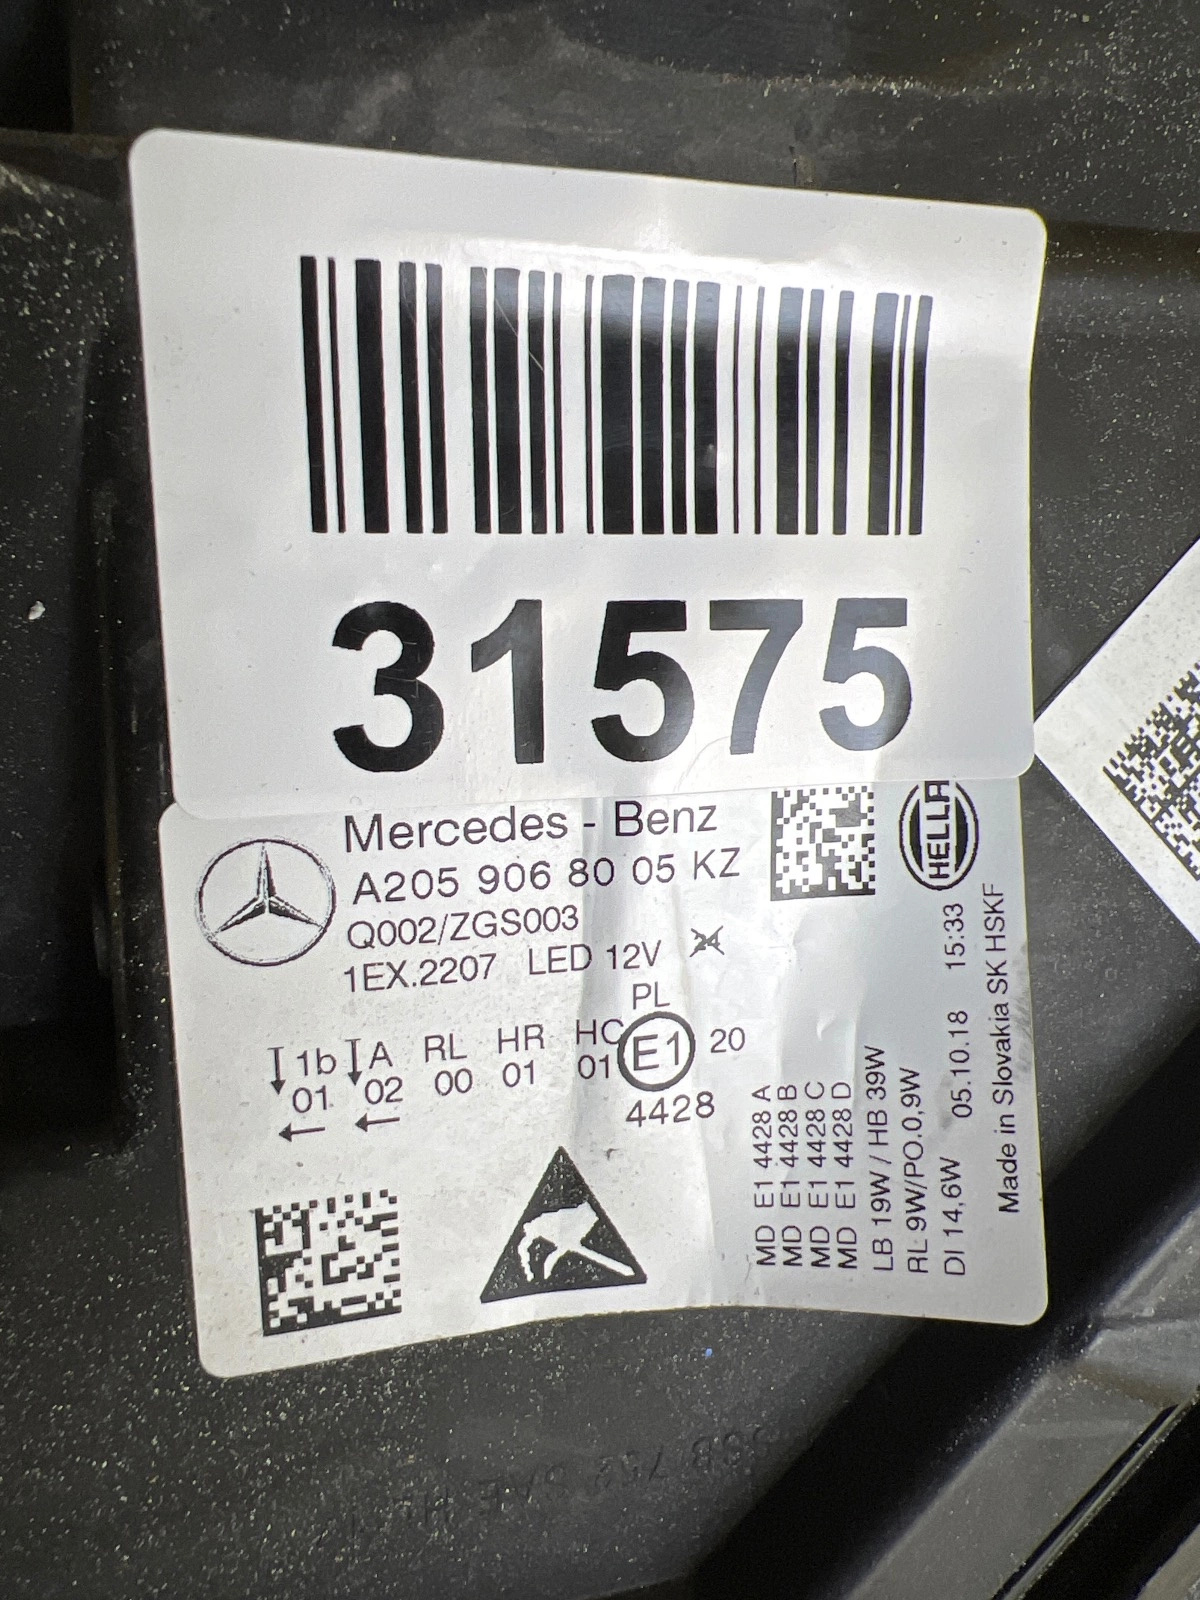 31575
Mercedes - Benz
A205 906 80 05 KZ
Q002/ZGS003
1EX.2207 LED 12V
PL
1b A RL HR HC E1 20
01 02 00 01 01
4428
HELLA
MD E1 4428 A
MD E1 4428 B
MD E1 4428 C
MD E1 4428 D
LB 19W / HB 39W
RL 9W/PO.0,9W
DI 14,6W 05.10.18 15:33
Made in Slovakia SK HSKF